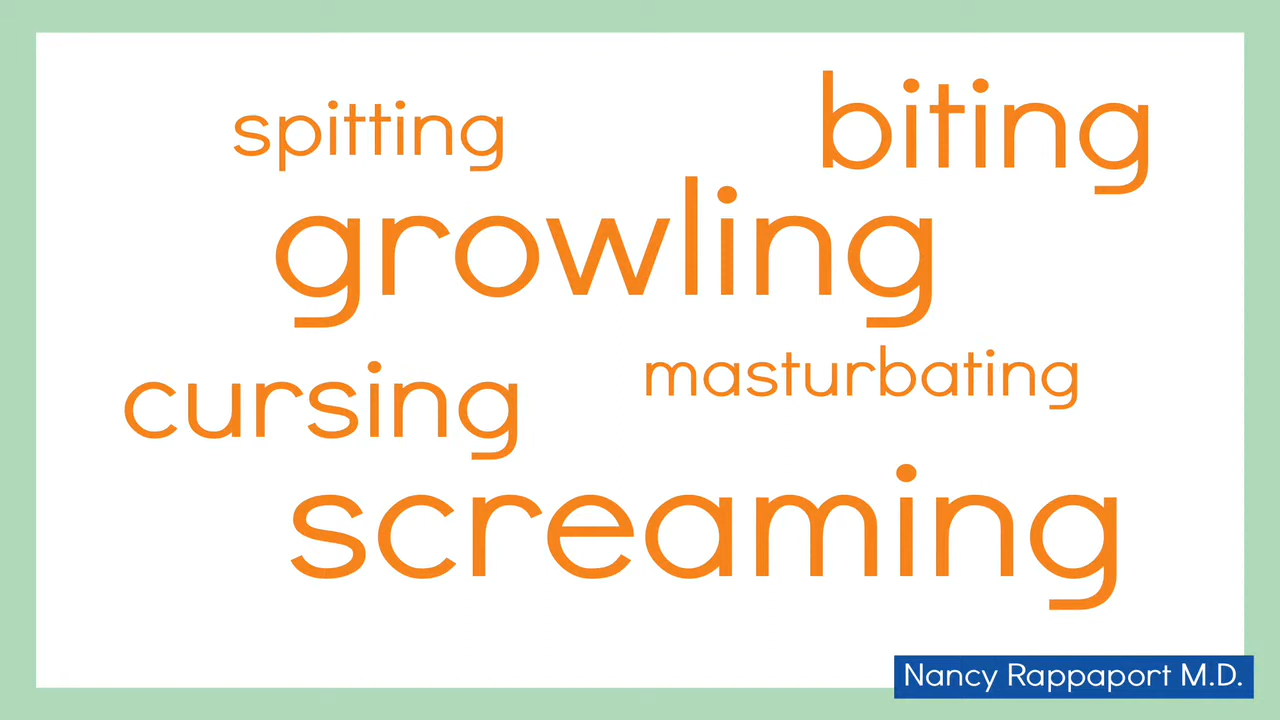 spitting
biting
growling
cursing
masturbating
screaming
Nancy Rappaport M.D.